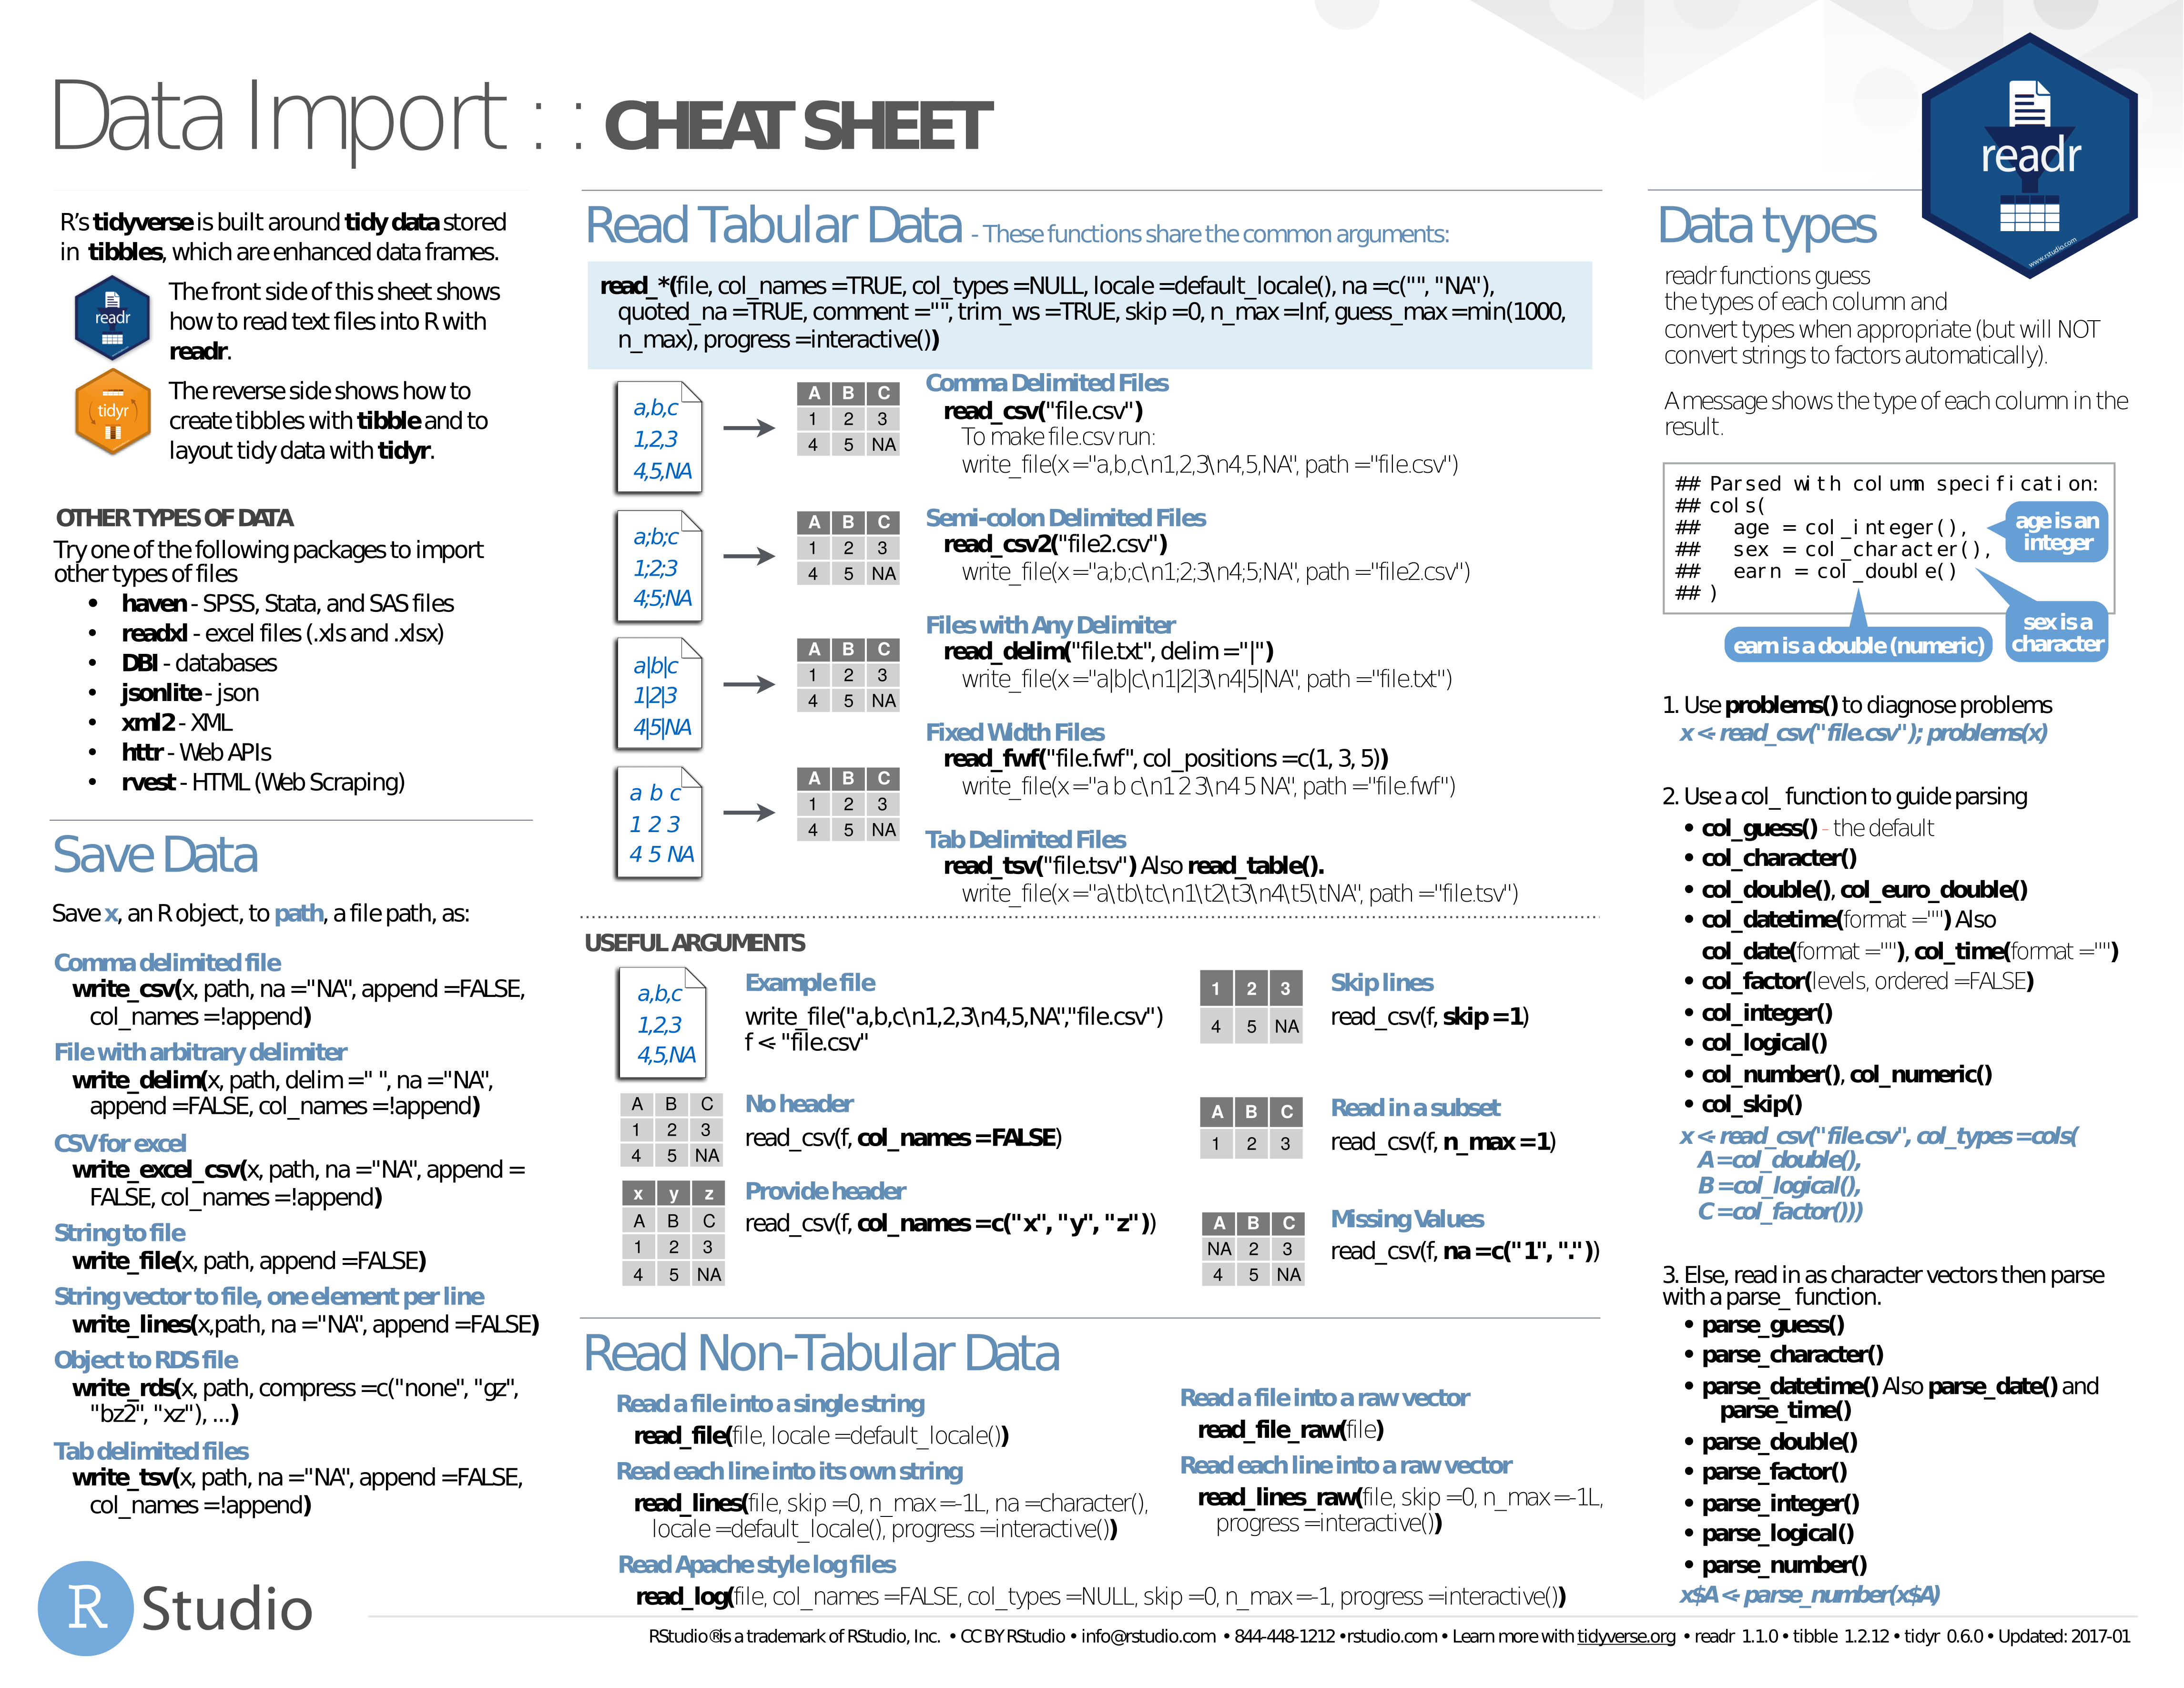 Data Import : : CHEAT SHEET
R’s tidyverse is built around tidy data stored
in tibbles, which are enhanced data frames.
readr
The front side of this sheet shows
how to read text files into R with
readr.
tidyr
The reverse side shows how to
create tibbles with tibble and to
layout tidy data with tidyr.
OTHER TYPES OF DATA
Try one of the following packages to import
other types of files
• haven - SPSS, Stata, and SAS files
• readxl - excel files (.xls and .xlsx)
• DBI - databases
• jsonlite - json
• xml2 - XML
• httr - Web APIs
• rvest - HTML (Web Scraping)
Save Data
Save x, an R object, to path, a file path, as:
Comma delimited file
write_csv(x, path, na = "NA", append = FALSE,
col_names = !append)
File with arbitrary delimiter
write_delim(x, path, delim = " ", na = "NA",
append = FALSE, col_names = !append)
CSV for excel
write_excel_csv(x, path, na = "NA", append =
FALSE, col_names = !append)
String to file
write_file(x, path, append = FALSE)
String vector to file, one element per line
write_lines(x,path, na = "NA", append = FALSE)
Object to RDS file
write_rds(x, path, compress = c("none", "gz",
"bz2", "xz"), ...)
Tab delimited files
write_tsv(x, path, na = "NA", append = FALSE,
col_names = !append)
Read Tabular Data - These functions share the common arguments:
read_*(file, col_names = TRUE, col_types = NULL, locale = default_locale(), na = c("", "NA"),
quoted_na = TRUE, comment = "", trim_ws = TRUE, skip = 0, n_max = Inf, guess_max = min(1000,
n_max), progress = interactive())
a,b,c
1,2,3
4,5,NA
A B C
1 2 3
4 5 NA
Comma Delimited Files
read_csv("file.csv")
To make file.csv run:
write_file(x = "a,b,c\n1,2,3\n4,5,NA", path = "file.csv")
a;b;c
1;2;3
4;5;NA
A B C
1 2 3
4 5 NA
Semi-colon Delimited Files
read_csv2("file2.csv")
write_file(x = "a;b;c\n1;2;3\n4;5;NA", path = "file2.csv")
a|b|c
1|2|3
4|5|NA
A B C
1 2 3
4 5 NA
Files with Any Delimiter
read_delim("file.txt", delim = "|")
write_file(x = "a|b|c\n1|2|3\n4|5|NA", path = "file.txt")
a b c
1 2 3
4 5 NA
A B C
1 2 3
4 5 NA
Fixed Width Files
read_fwf("file.fwf", col_positions = c(1, 3, 5))
write_file(x = "a b c\n1 2 3\n4 5 NA", path = "file.fwf")
Tab Delimited Files
read_tsv("file.tsv") Also read_table().
write_file(x = "a\tb\tc\n1\t2\t3\n4\t5\tNA", path = "file.tsv")
USEFUL ARGUMENTS
a,b,c
1,2,3
4,5,NA
Example file
write_file("a,b,c\n1,2,3\n4,5,NA","file.csv")
f <- "file.csv"
A B C
1 2 3
4 5 NA
No header
read_csv(f, col_names = FALSE)
x y z
A B C
1 2 3
4 5 NA
Provide header
read_csv(f, col_names = c("x", "y", "z"))
1 2 3
4 5 NA
Skip lines
read_csv(f, skip = 1)
A B C
1 2 3
Read in a subset
read_csv(f, n_max = 1)
A B C
NA 2 3
4 5 NA
Missing Values
read_csv(f, na = c("1", "."))
Read Non-Tabular Data
Read a file into a single string
read_file(file, locale = default_locale())
Read each line into its own string
read_lines(file, skip = 0, n_max = -1L, na = character(),
locale = default_locale(), progress = interactive())
Read a file into a raw vector
read_file_raw(file)
Read each line into a raw vector
read_lines_raw(file, skip = 0, n_max = -1L,
progress = interactive())
Read Apache style log files
read_log(file, col_names = FALSE, col_types = NULL, skip = 0, n_max = -1, progress = interactive())
readr
www.rstudio.com
Data types
readr functions guess
the types of each column and
convert types when appropriate (but will NOT
convert strings to factors automatically).
A message shows the type of each column in the
result.
## Parsed with column specification:
## cols(
##   age = col_integer(),
##   sex = col_character(),
##   earn = col_double()
## )
age is an
integer
sex is a
character
earn is a double (numeric)
1. Use problems() to diagnose problems
x <- read_csv("file.csv"); problems(x)
2. Use a col_ function to guide parsing
• col_guess() - the default
• col_character()
• col_double(), col_euro_double()
• col_datetime(format = "") Also
col_date(format = ""), col_time(format = "")
• col_factor(levels, ordered = FALSE)
• col_integer()
• col_logical()
• col_number(), col_numeric()
• col_skip()
x <- read_csv("file.csv", col_types = cols(
A = col_double(),
B = col_logical(),
C = col_factor()))
3. Else, read in as character vectors then parse
with a parse_ function.
• parse_guess()
• parse_character()
• parse_datetime() Also parse_date() and
parse_time()
• parse_double()
• parse_factor()
• parse_integer()
• parse_logical()
• parse_number()
x$A <- parse_number(x$A)
R Studio
RStudio® is a trademark of RStudio, Inc. • CC BY RStudio • info@rstudio.com • 844-448-1212 • rstudio.com • Learn more with tidyverse.org • readr 1.1.0 • tibble 1.2.12 • tidyr 0.6.0 • Updated: 2017-01